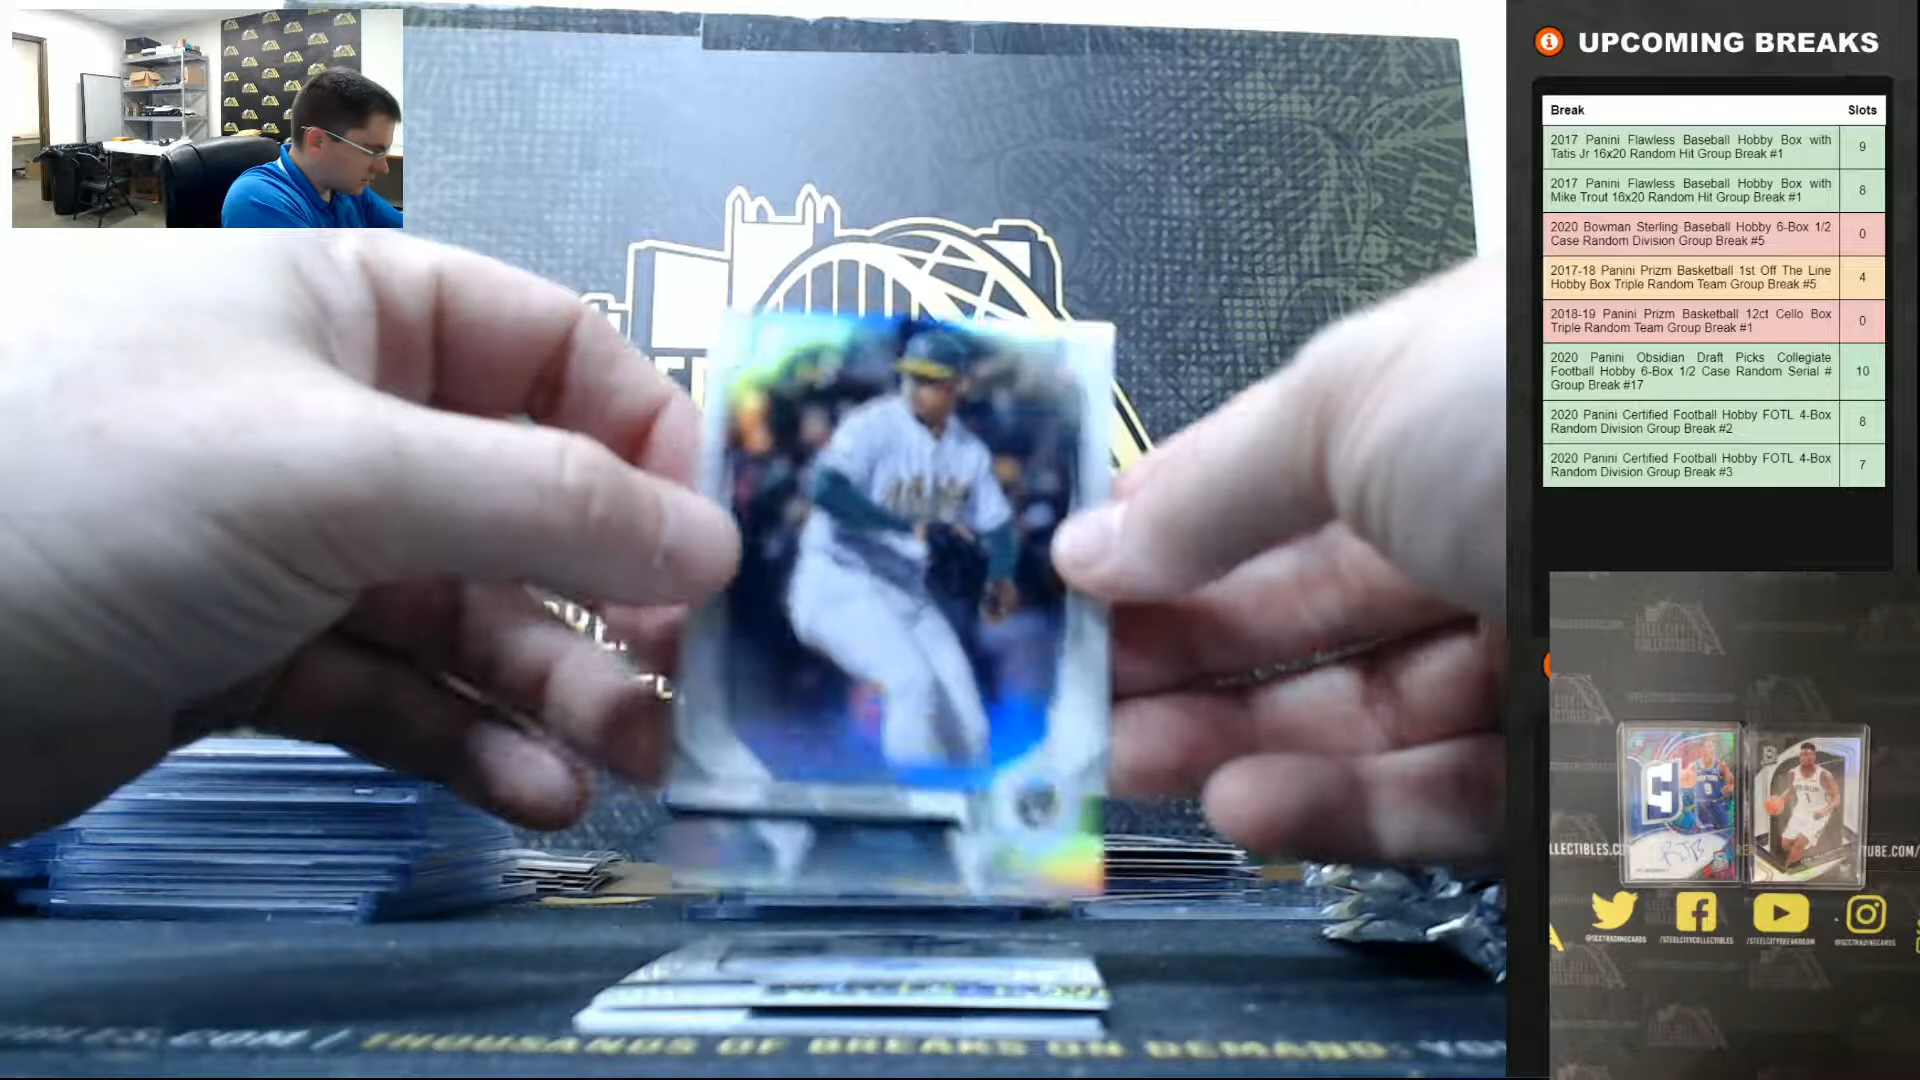 UPCOMING BREAKS
Break Slots
2017 Panini Flawless Baseball Hobby Box with
Tatis Jr 16x20 Random Hit Group Break #1 9
2017 Panini Flawless Baseball Hobby Box with
Mike Trout 16x20 Random Hit Group Break #1 8
2020 Bowman Sterling Baseball Hobby 6-Box 1/2
Case Random Division Group Break #5 0
2017-18 Panini Prizm Basketball 1st Off The Line
Hobby Box Triple Random Team Group Break #5 4
2018-19 Panini Prizm Basketball 12ct Cello Box
Triple Random Team Group Break #1 0
2020 Panini Obsidian Draft Picks Collegiate
Football Hobby 6-Box 1/2 Case Random Serial #
Group Break #17 10
2020 Panini Certified Football Hobby FOTL 4-Box
Random Division Group Break #2 8
2020 Panini Certified Football Hobby FOTL 4-Box
Random Division Group Break #3 7
LLECTIBLES.CO
TUBE.COM/
@SCCTRADINGCARDS
/STEELCITYCOLLECTIBLES
/STEELCITYBREAKROOM
@SCCTRADINGCARDS
.COM / THOUSANDS OF BREAKS ON DEMAND